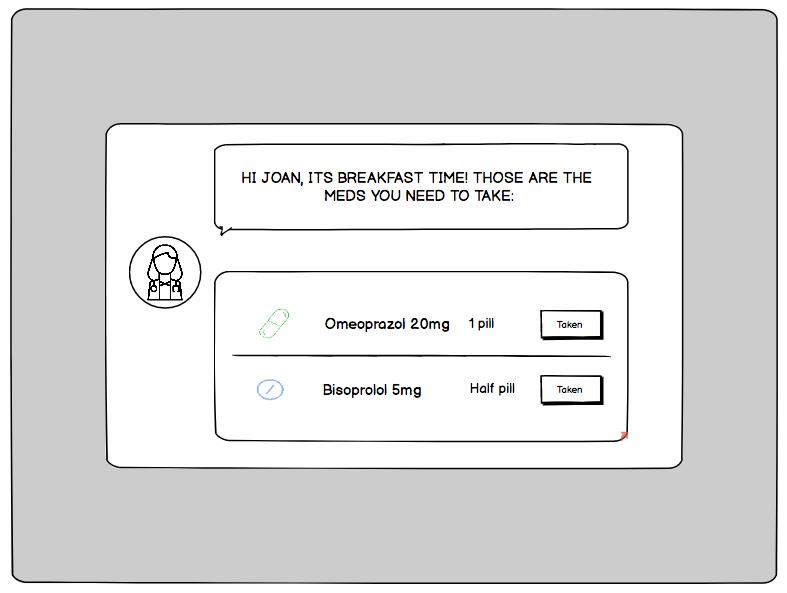 HI JOAN, ITS BREAKFAST TIME! THOSE ARE THE
MEDS YOU NEED TO TAKE:
Omeoprazol 20mg 1 pill Taken
Bisoprolol 5mg Half pill Taken